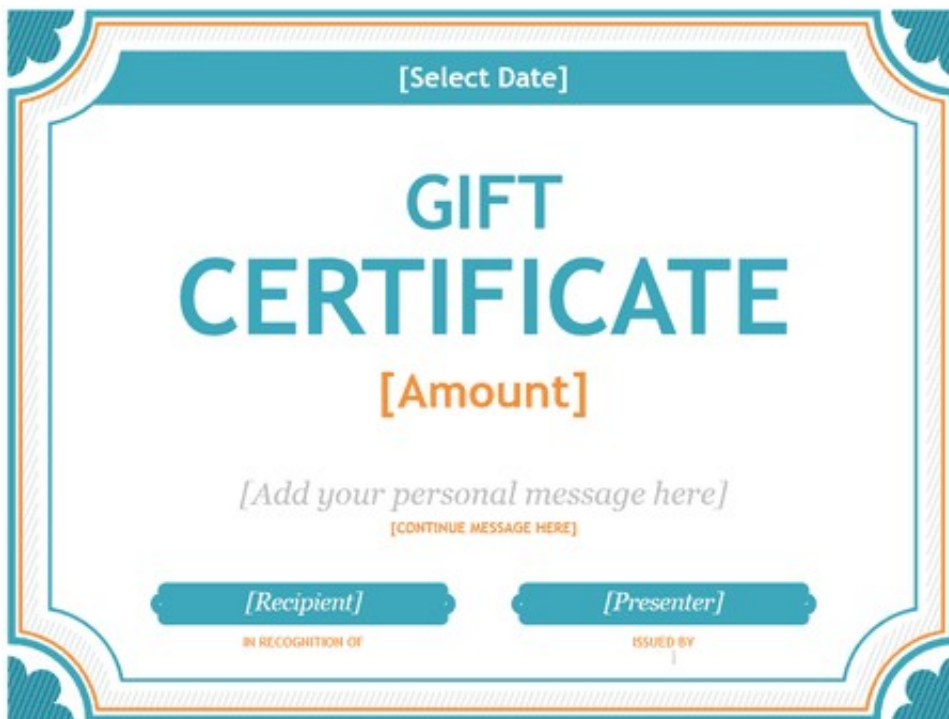 [Select Date]
GIFT
CERTIFICATE
[Amount]
[Add your personal message here]
[CONTINUE MESSAGE HERE]
[Recipient]
[Presenter]
IN RECOGNITION OF
ISSUED BY